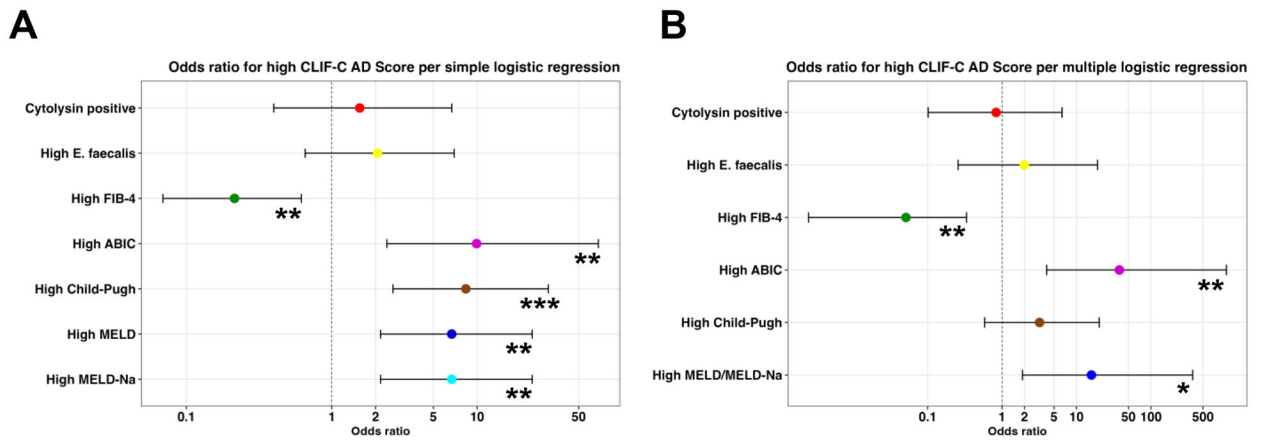 A
Odds ratio for high CLIF-C AD Score per simple logistic regression
Cytolysin positive
High E. faecalis
High FIB-4
**
High ABIC
**
High Child-Pugh
***
High MELD
**
High MELD-Na
**
0.1 1 2 5 10 50
Odds ratio
B
Odds ratio for high CLIF-C AD Score per multiple logistic regression
Cytolysin positive
High E. faecalis
High FIB-4
**
High ABIC
**
High Child-Pugh
High MELD/MELD-Na
*
0.1 1 2 5 10 50 100 500
Odds ratio